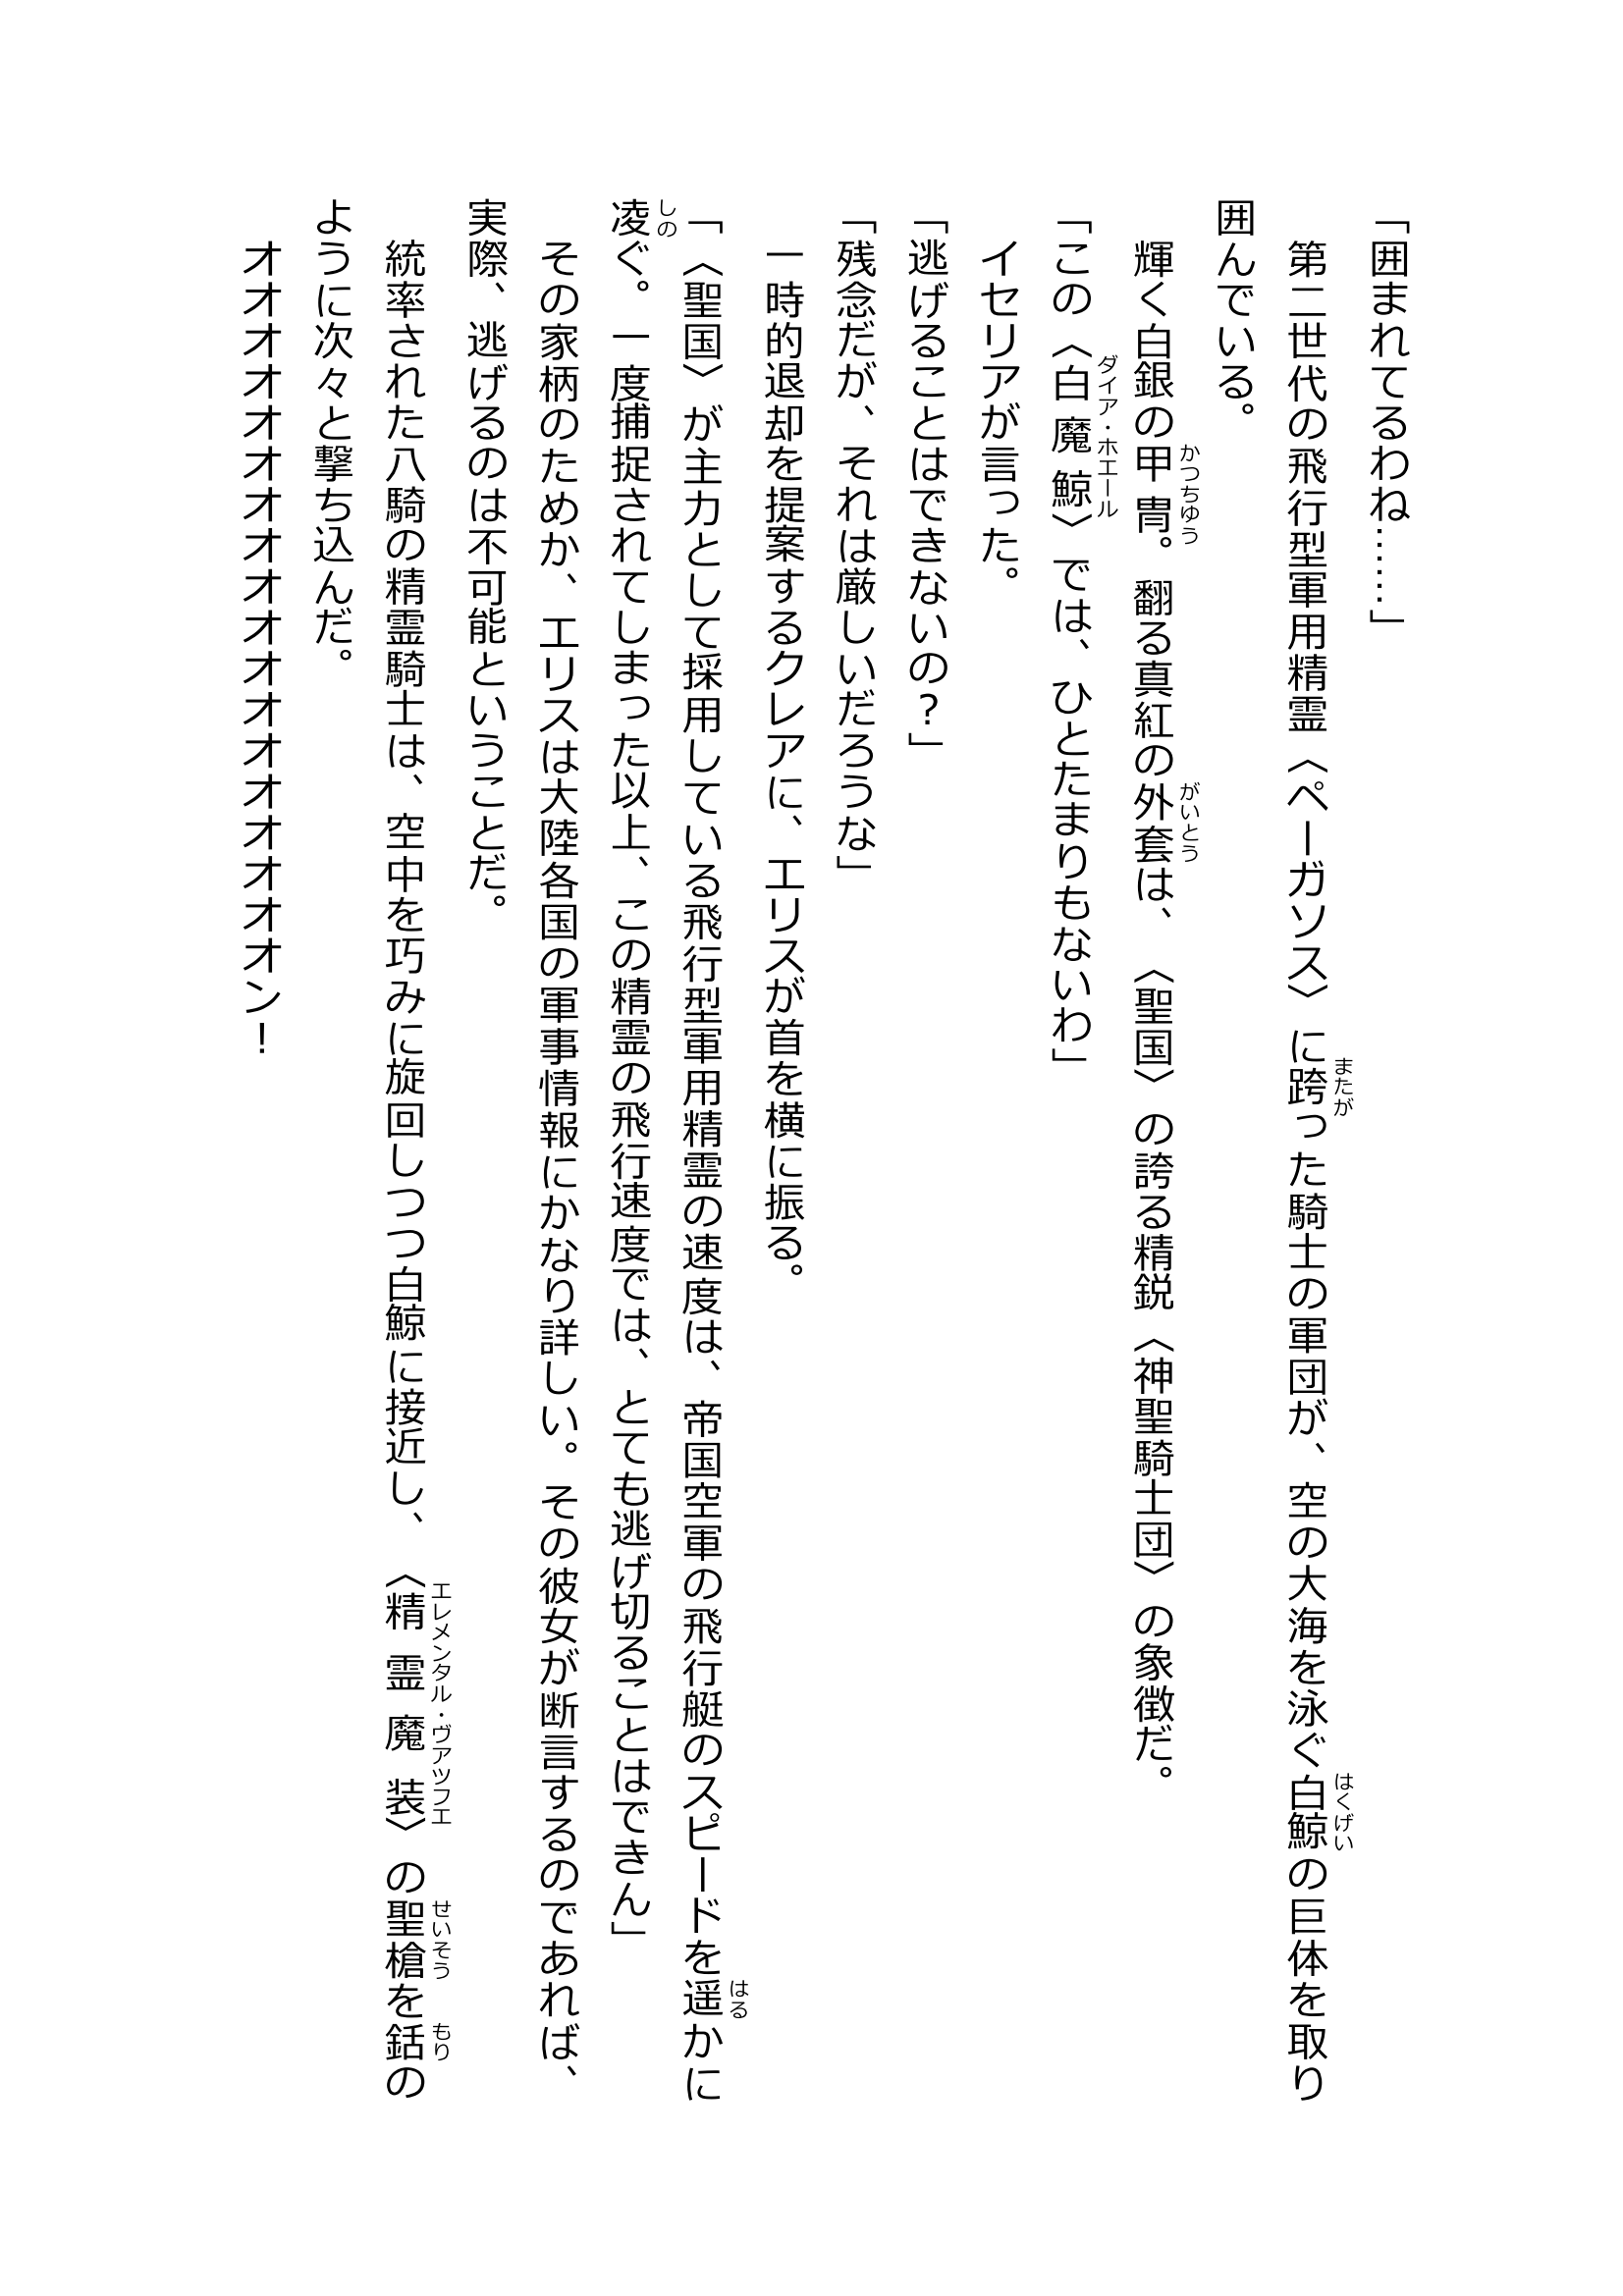 「囲まれてるわね……」
第二世代の飛行型軍用精霊〈ペーガソス〉に跨った騎士の軍団が、空の大海を泳ぐ白鯨の巨体を取り
囲んでいる。
輝く白銀の甲冑。翻る真紅の外套は、〈聖国〉の誇る精鋭〈神聖騎士団〉の象徴だ。
「この〈白魔鯨〉では、ひとたまりもないわ」
イセリアが言った。
「逃げることはできないの?」
「残念だが、それは厳しいだろうな」
一時的退却を提案するクレアに、エリスが首を横に振る。
「〈聖国〉が主力として採用している飛行型軍用精霊の速度は、帝国空軍の飛行艇のスピードを遥かに
凌ぐ。一度捕捉されてしまった以上、この精霊の飛行速度では、とても逃げ切ることはできん」
その家柄のためか、エリスは大陸各国の軍事情報にかなり詳しい。その彼女が断言するのであれば、
実際、逃げるのは不可能ということだ。
統率された八騎の精霊騎士は、空中を巧みに旋回しつつ白鯨に接近し、〈精霊魔装〉の聖槍を銛の
ように次々と撃ち込んだ。
オオオオオオオオオオオオオオオオオオン!